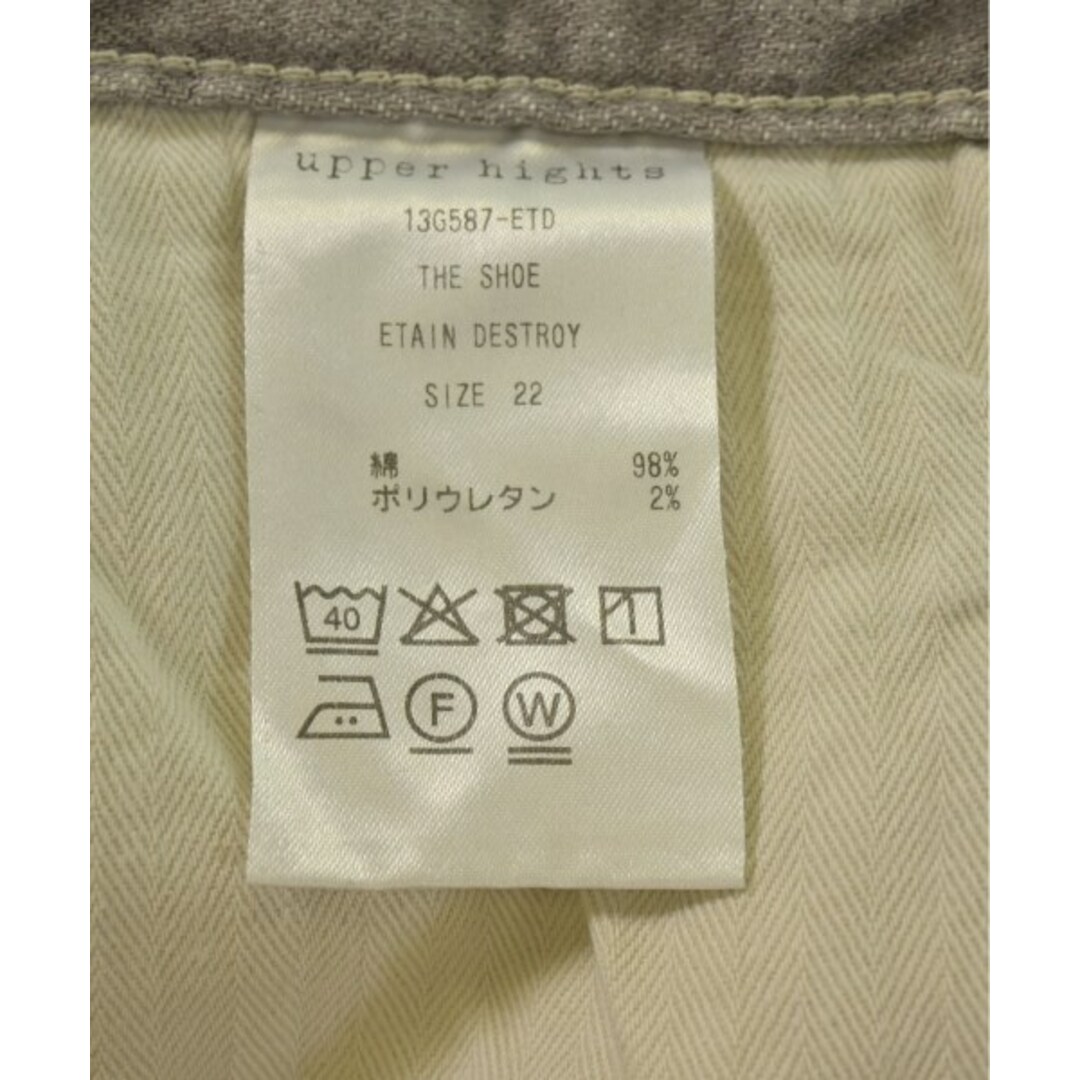 upper hights
13G587-ETD
THE SHOE
ETAIN DESTROY
SIZE 22
綿 98%
ポリウレタン 2%
40
F W